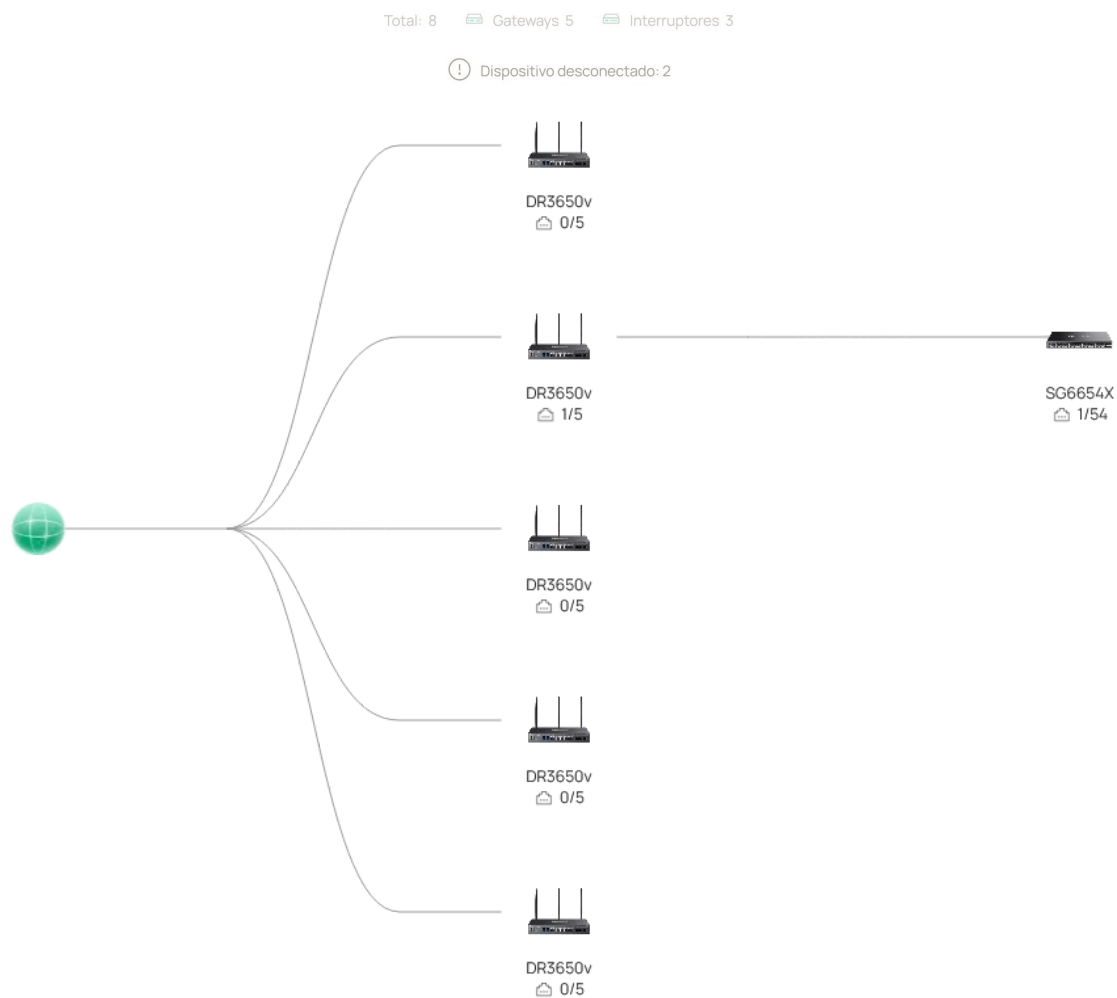 Total: 8 Gateways 5 Interruptores 3
Dispositivo desconectado: 2
DR3650v
0/5
DR3650v
1/5
SG6654X
1/54
DR3650v
0/5
DR3650v
0/5
DR3650v
0/5